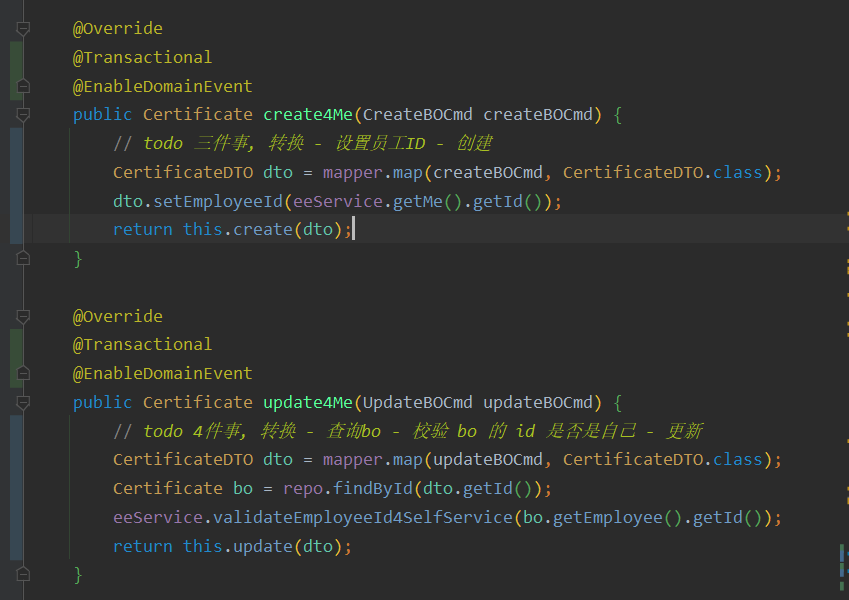 @Override
@Transactional
@EnableDomainEvent
public Certificate create4Me(CreateBOCmd createBOCmd) {
// todo 三件事, 转换 - 设置员工ID - 创建
CertificateDTO dto = mapper.map(createBOCmd, CertificateDTO.class);
dto.setEmployeeId(eeService.getMe().getId());
return this.create(dto);
}
@Override
@Transactional
@EnableDomainEvent
public Certificate update4Me(UpdateBOCmd updateBOCmd) {
// todo 4件事, 转换 - 查询bo - 校验 bo 的 id 是否是自己 - 更新
CertificateDTO dto = mapper.map(updateBOCmd, CertificateDTO.class);
Certificate bo = repo.findById(dto.getId());
eeService.validateEmployeeId4SelfService(bo.getEmployee().getId());
return this.update(dto);
}